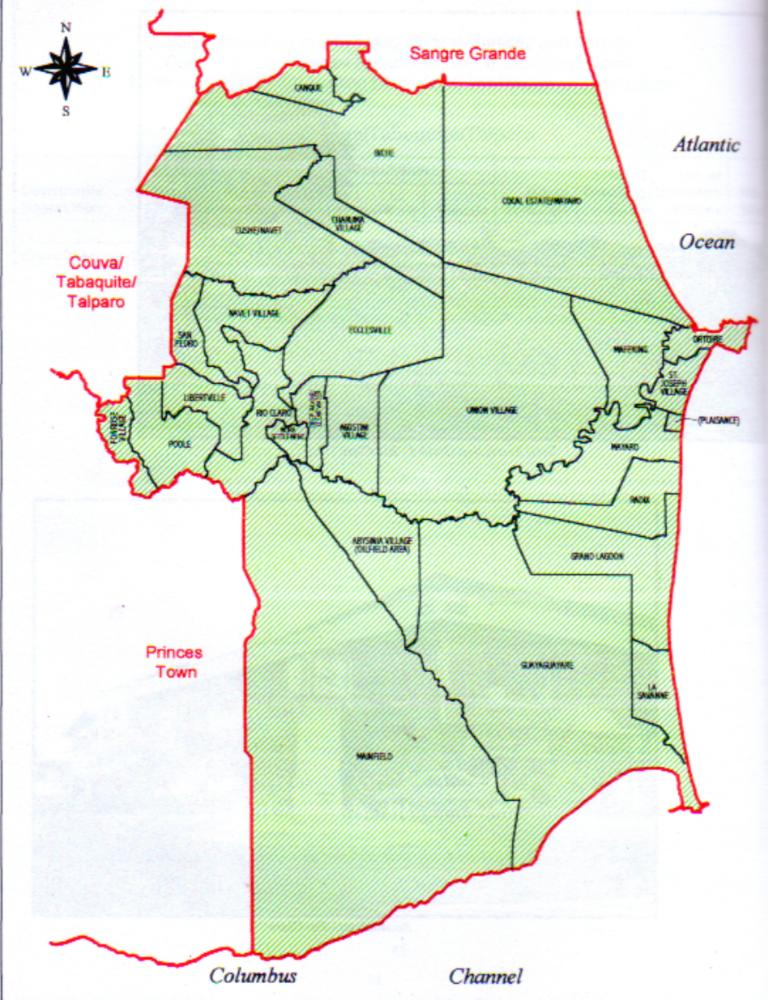 N
W
E
S
Sangre Grande
CANQUE
Atlantic
BICHE
COCAL ESTATE/MAYARO
CUSHE/NAVET
CHARUMA
VILLAGE
Ocean
Couva/
Tabaquite/
Talparo
NAVET VILLAGE
ECCLESVILLE
SAN
PEDRO
MAFEKING
ORTOIRE
ST.
JOSEPH
VILLAGE
LIBERTVILLE
RIO CLARO
UNION VILLAGE
(PLAISANCE)
VILLAGE
AGOSTINI
VILLAGE
POOLE
MAYARO
RADIX
ABYSINIA VILLAGE
(OILFIELD AREA)
GRAND LAGOON
Princes
Town
GUAYAGUAYARE
LA
SAVANNE
MAINFIELD
Columbus
Channel